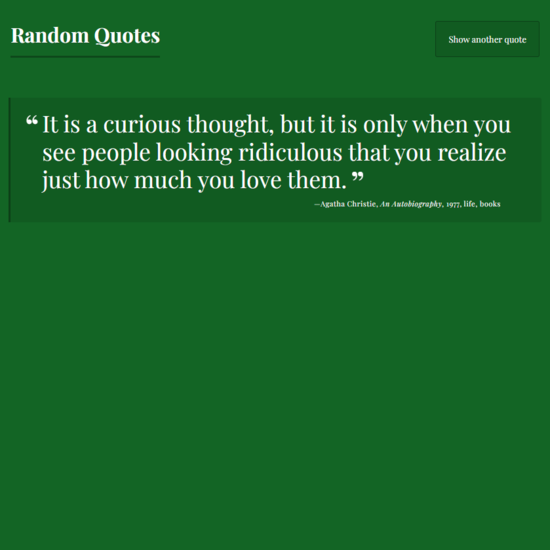 Random Quotes
Show another quote
❝ It is a curious thought, but it is only when you
see people looking ridiculous that you realize
just how much you love them. ❞
—Agatha Christie, An Autobiography, 1977, life, books